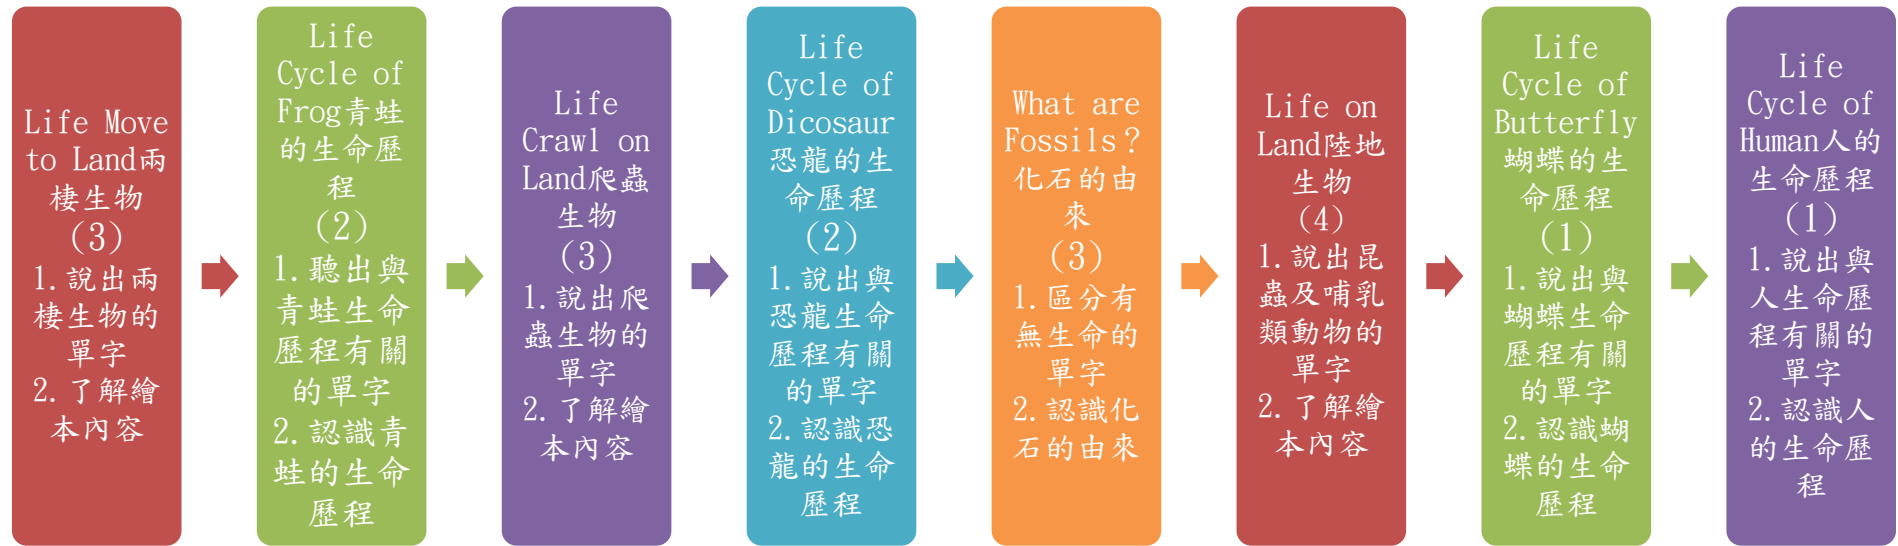 Life Move
to Land兩
棲生物
(3)
1.說出兩
棲生物的
單字
2.了解繪
本內容
Life
Cycle of
Frog青蛙
的生命歷
程
(2)
1.聽出與
青蛙生命
歷程有關
的單字
2.認識青
蛙的生命
歷程
Life
Crawl on
Land爬蟲
生物
(3)
1.說出爬
蟲生物的
單字
2.了解繪
本內容
Life
Cycle of
Dicosaur
恐龍的生
命歷程
(2)
1.說出與
恐龍生命
歷程有關
的單字
2.認識恐
龍的生命
歷程
What are
Fossils？
化石的由
來
(3)
1.區分有
無生命的
單字
2.認識化
石的由來
Life on
Land陸地
生物
(4)
1.說出昆
蟲及哺乳
類動物的
單字
2.了解繪
本內容
Life
Cycle of
Butterfly
蝴蝶的生
命歷程
(1)
1.說出與
蝴蝶生命
歷程有關
的單字
2.認識蝴
蝶的生命
歷程
Life
Cycle of
Human人的
生命歷程
(1)
1.說出與
人生命歷
程有關的
單字
2.認識人
的生命歷
程